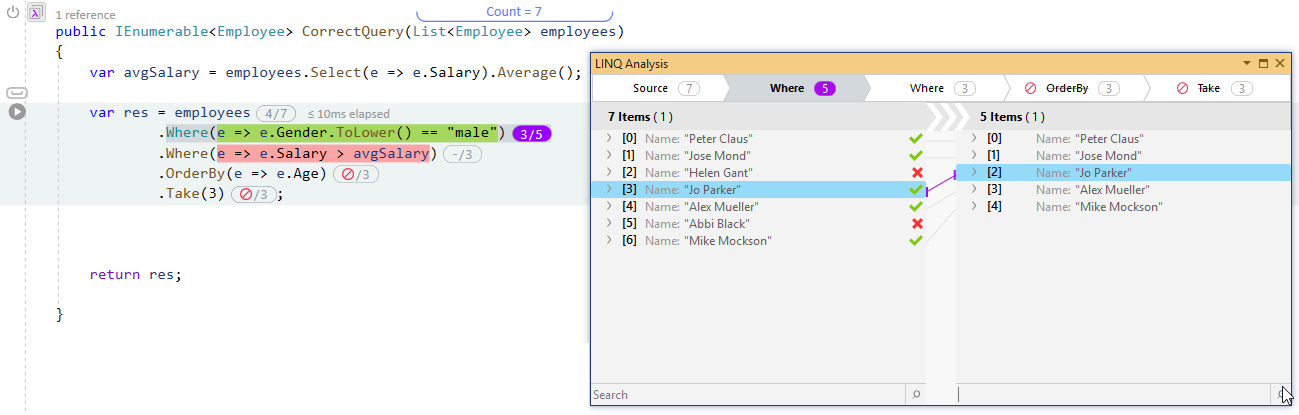 1 reference
Count = 7
public IEnumerable<Employee> CorrectQuery(List<Employee> employees)
{
var avgSalary = employees.Select(e => e.Salary).Average();
var res = employees 4/7 ≤ 10ms elapsed
.Where(e => e.Gender.ToLower() == "male") 3/5
.Where(e => e.Salary > avgSalary) -/3
.OrderBy(e => e.Age) /3
.Take(3) /3;
return res;
}
LINQ Analysis
Source 7 Where 5 Where 3 OrderBy 3 Take 3
7 Items ( 1 )
[0] Name: "Peter Claus"
[1] Name: "Jose Mond"
[2] Name: "Helen Gant"
[3] Name: "Jo Parker"
[4] Name: "Alex Mueller"
[5] Name: "Abbi Black"
[6] Name: "Mike Mockson"
Search
5 Items ( 1 )
[0] Name: "Peter Claus"
[1] Name: "Jose Mond"
[2] Name: "Jo Parker"
[3] Name: "Alex Mueller"
[4] Name: "Mike Mockson"